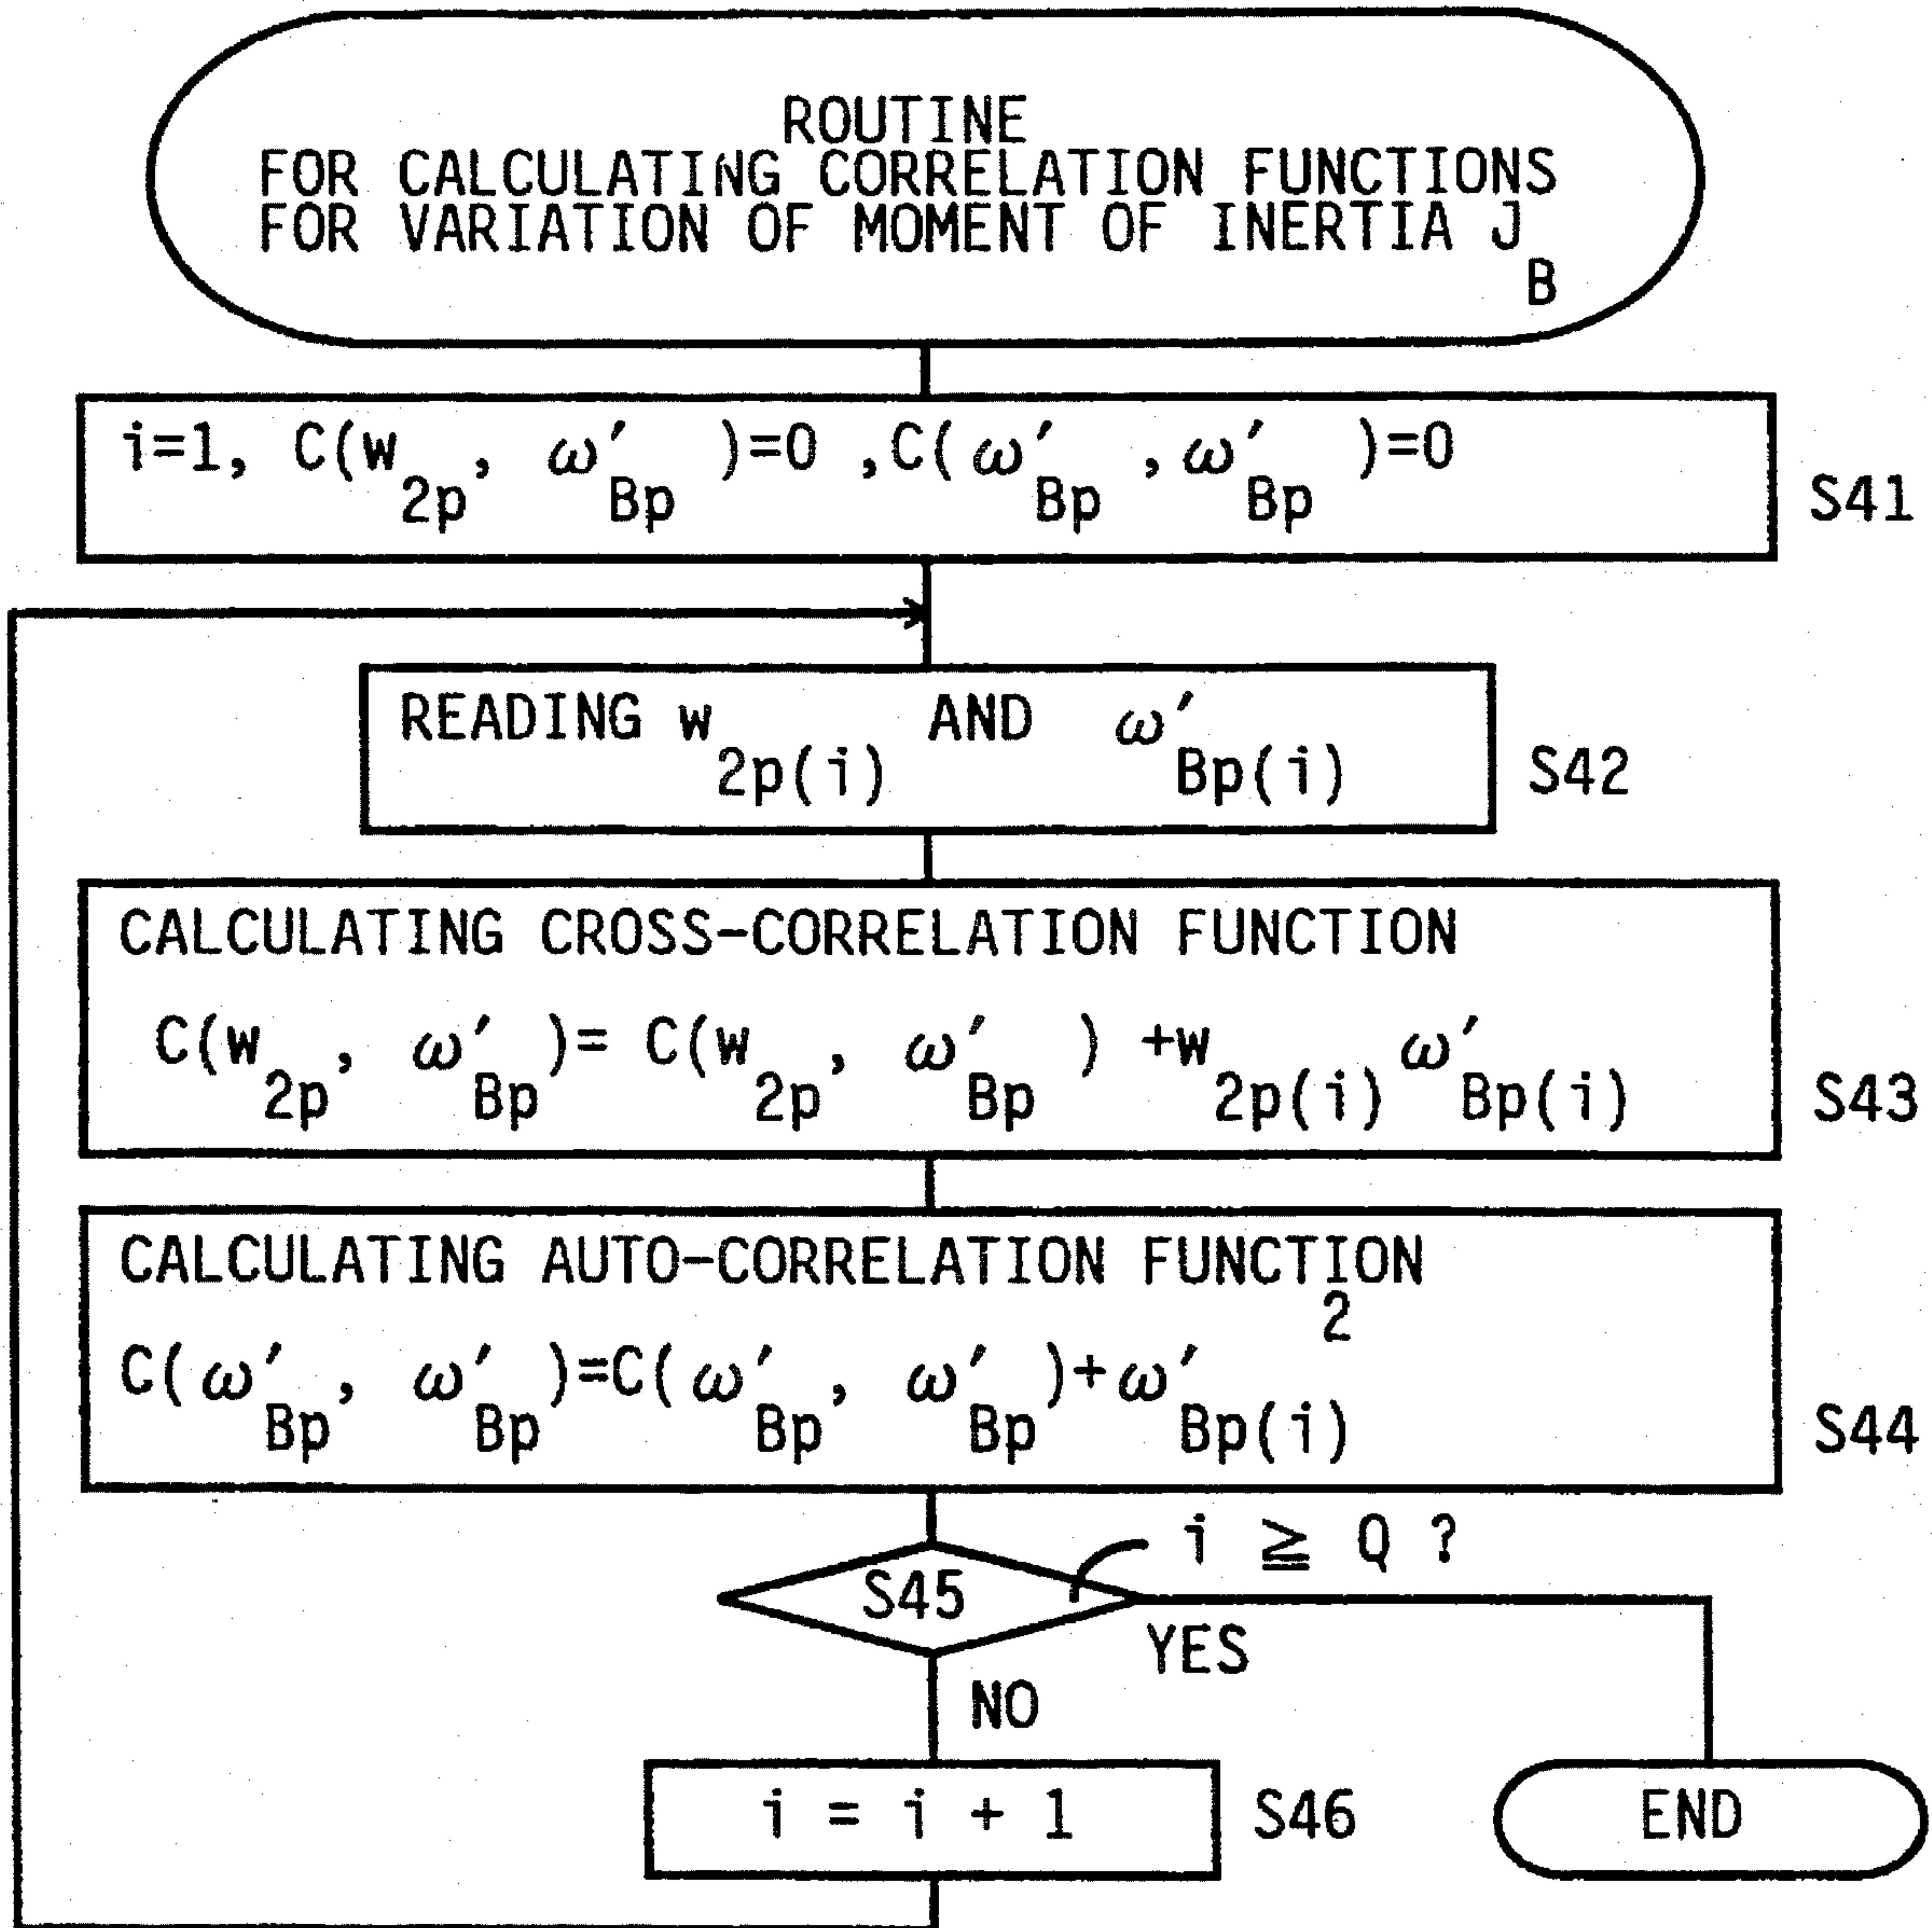 ROUTINE
FOR CALCULATING CORRELATION FUNCTIONS
FOR VARIATION OF MOMENT OF INERTIA J
B
i=1, C(w2p, ω′Bp )=0 ,C(ω′Bp ,ω′Bp )=0
S41
READING w2p(i) AND ω′Bp(i)
S42
CALCULATING CROSS-CORRELATION FUNCTION
C(w2p, ω′Bp)= C(w2p, ω′Bp ) +w2p(i) ω′Bp(i)
S43
CALCULATING AUTO-CORRELATION FUNCTION
C(ω′Bp, ω′Bp)=C(ω′Bp, ω′Bp)+ω′Bp(i)²
S44
i ≧ Q ?
S45
YES
NO
i = i + 1
S46
END